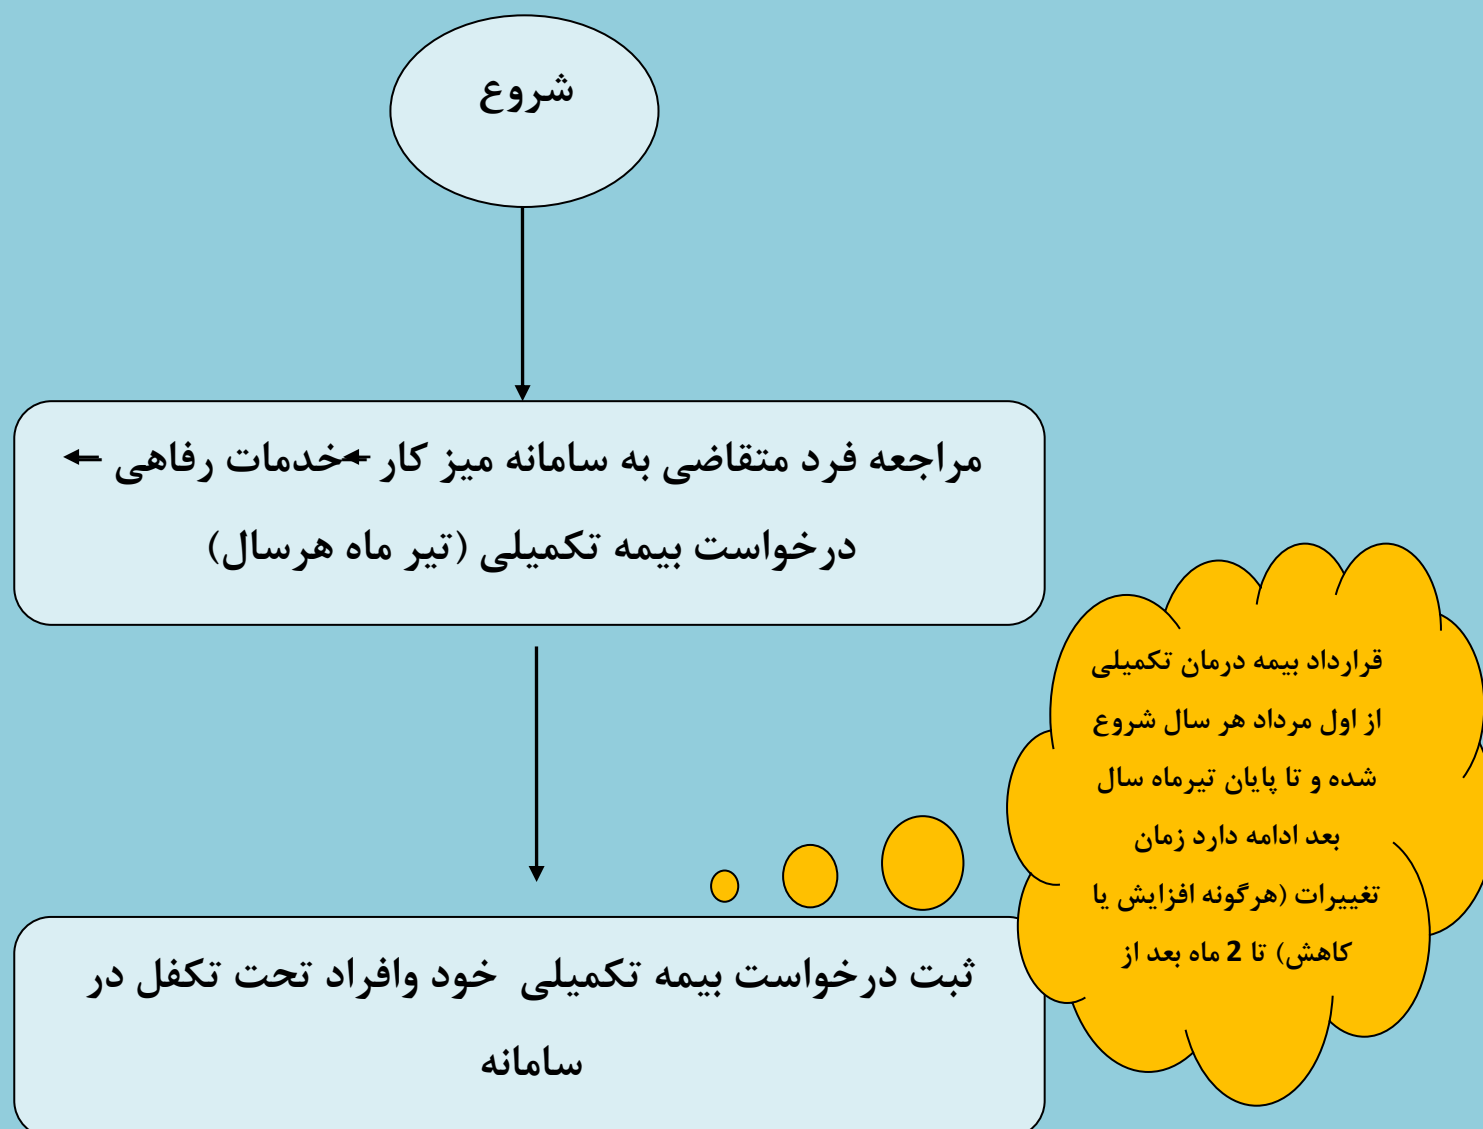 شروع
مراجعه فرد متقاضی به سامانه میز کار ←خدمات رفاهی ←
درخواست بیمه تکمیلی (تیر ماه هرسال)
قرارداد بیمه درمان تکمیلی
از اول مرداد هر سال شروع
شده و تا پایان تیرماه سال
بعد ادامه دارد زمان
تغییرات (هرگونه افزایش یا
کاهش) تا 2 ماه بعد از
ثبت درخواست بیمه تکمیلی خود وافراد تحت تکفل در
سامانه